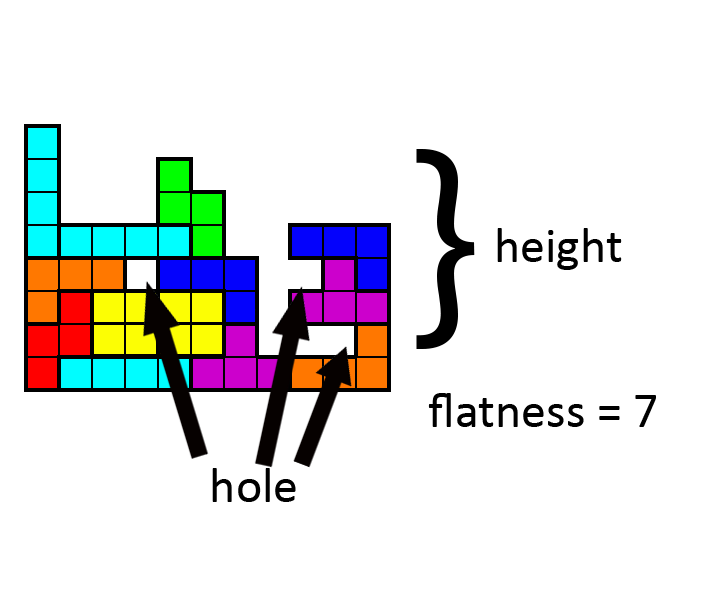 height
flatness = 7
hole